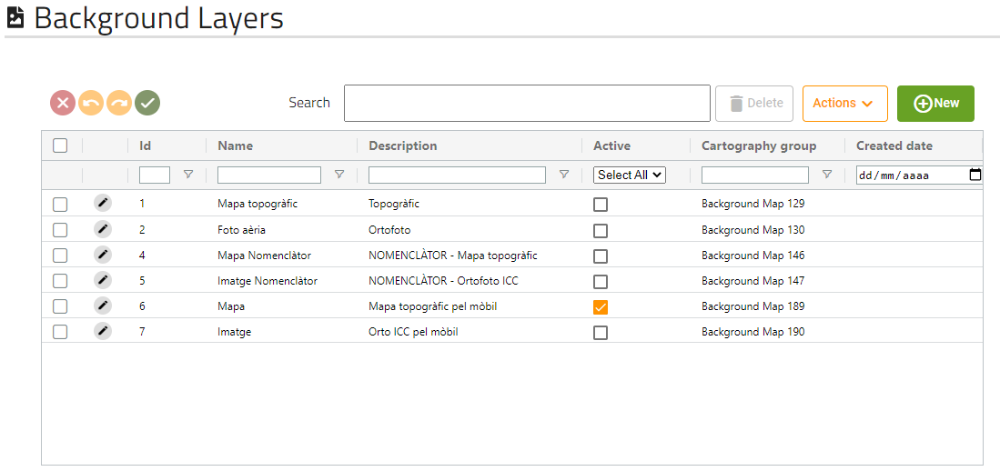 Background Layers
Search Delete Actions New
Id Name Description Active Cartography group Created date
Select All dd/mm/aaaa
1 Mapa topogràfic Topogràfic Background Map 129
2 Foto aèria Ortofoto Background Map 130
4 Mapa Nomenclàtor NOMENCLÀTOR - Mapa topogràfic Background Map 146
5 Imatge Nomenclàtor NOMENCLÀTOR - Ortofoto ICC Background Map 147
6 Mapa Mapa topogràfic pel mòbil Background Map 189
7 Imatge Orto ICC pel mòbil Background Map 190